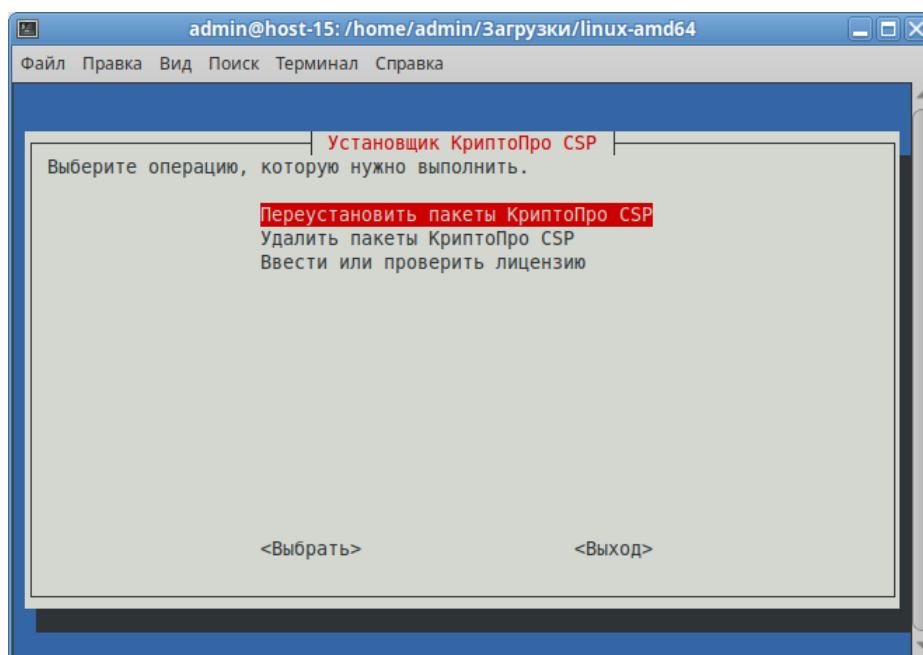 admin@host-15: /home/admin/Загрузки/linux-amd64
Файл Правка Вид Поиск Терминал Справка
Установщик КриптоПро CSP
Выберите операцию, которую нужно выполнить.
Переустановить пакеты КриптоПро CSP
Удалить пакеты КриптоПро CSP
Ввести или проверить лицензию
<Выбрать> <Выход>